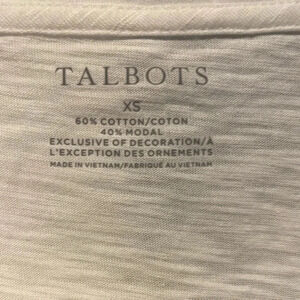 TALBOTS
XS
60% COTTON/COTON
40% MODAL
EXCLUSIVE OF DECORATION/À
L'EXCEPTION DES ORNEMENTS
MADE IN VIETNAM/FABRIQUÉ AU VIETNAM